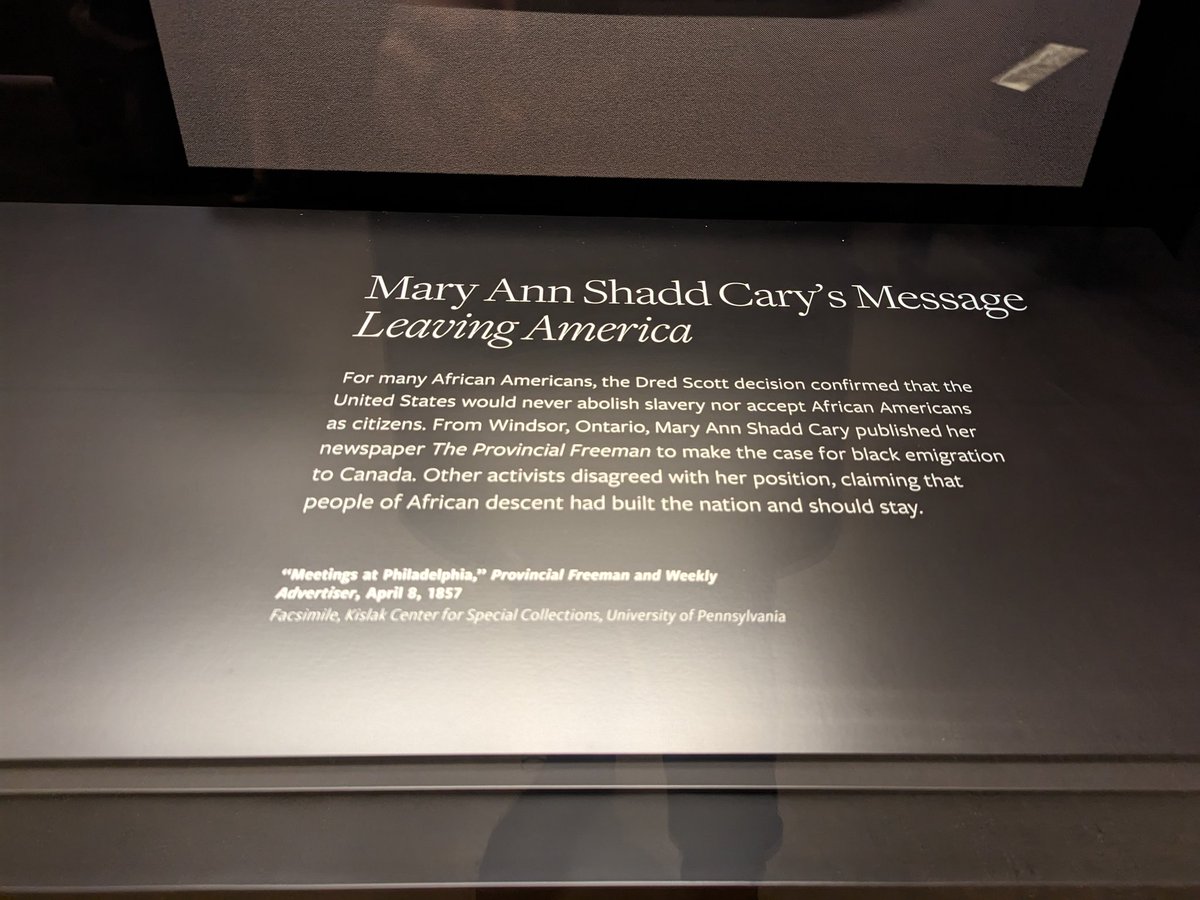 Mary Ann Shadd Cary’s Message
Leaving America
For many African Americans, the Dred Scott decision confirmed that the
United States would never abolish slavery nor accept African Americans
as citizens. From Windsor, Ontario, Mary Ann Shadd Cary published her
newspaper The Provincial Freeman to make the case for black emigration
to Canada. Other activists disagreed with her position, claiming that
people of African descent had built the nation and should stay.
“Meetings at Philadelphia,” Provincial Freeman and Weekly
Advertiser, April 8, 1857
Facsimile, Kislak Center for Special Collections, University of Pennsylvania